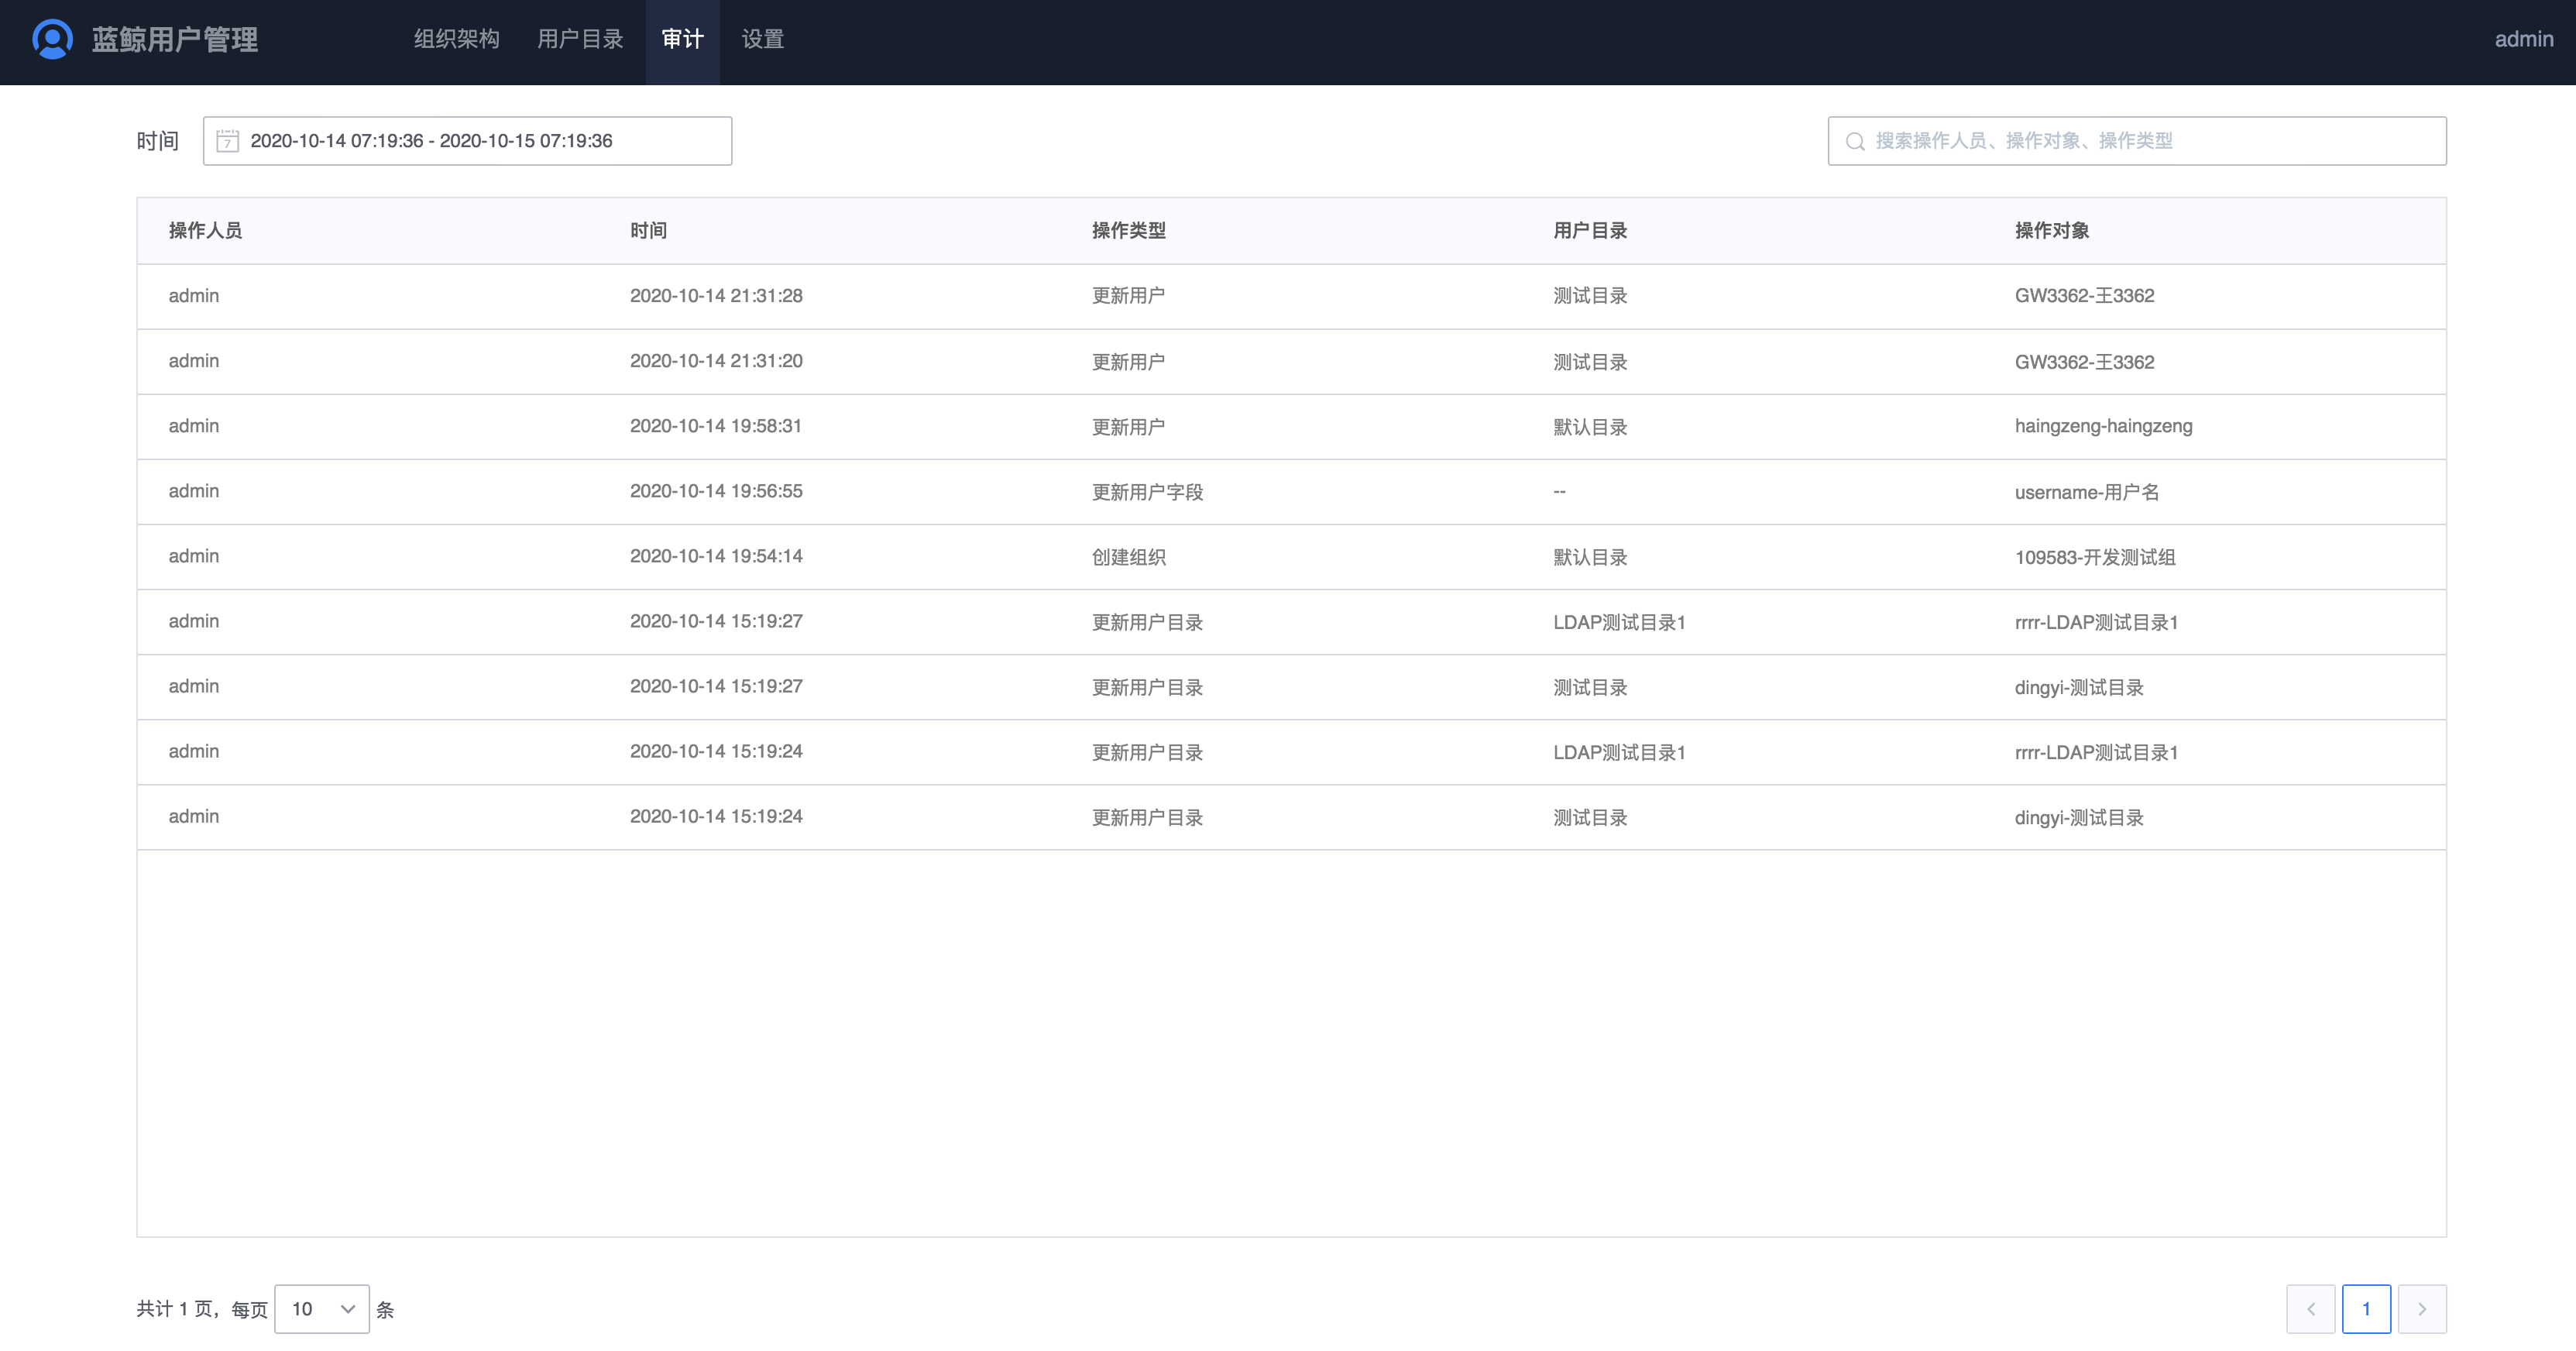 蓝鲸用户管理 组织架构 用户目录 审计 设置 admin
时间 7 2020-10-14 07:19:36 - 2020-10-15 07:19:36 搜索操作人员、操作对象、操作类型
操作人员 时间 操作类型 用户目录 操作对象
admin 2020-10-14 21:31:28 更新用户 测试目录 GW3362-王3362
admin 2020-10-14 21:31:20 更新用户 测试目录 GW3362-王3362
admin 2020-10-14 19:58:31 更新用户 默认目录 haingzeng-haingzeng
admin 2020-10-14 19:56:55 更新用户字段 -- username-用户名
admin 2020-10-14 19:54:14 创建组织 默认目录 109583-开发测试组
admin 2020-10-14 15:19:27 更新用户目录 LDAP测试目录1 rrrr-LDAP测试目录1
admin 2020-10-14 15:19:27 更新用户目录 测试目录 dingyi-测试目录
admin 2020-10-14 15:19:24 更新用户目录 LDAP测试目录1 rrrr-LDAP测试目录1
admin 2020-10-14 15:19:24 更新用户目录 测试目录 dingyi-测试目录
共计 1 页，每页 10 条 1